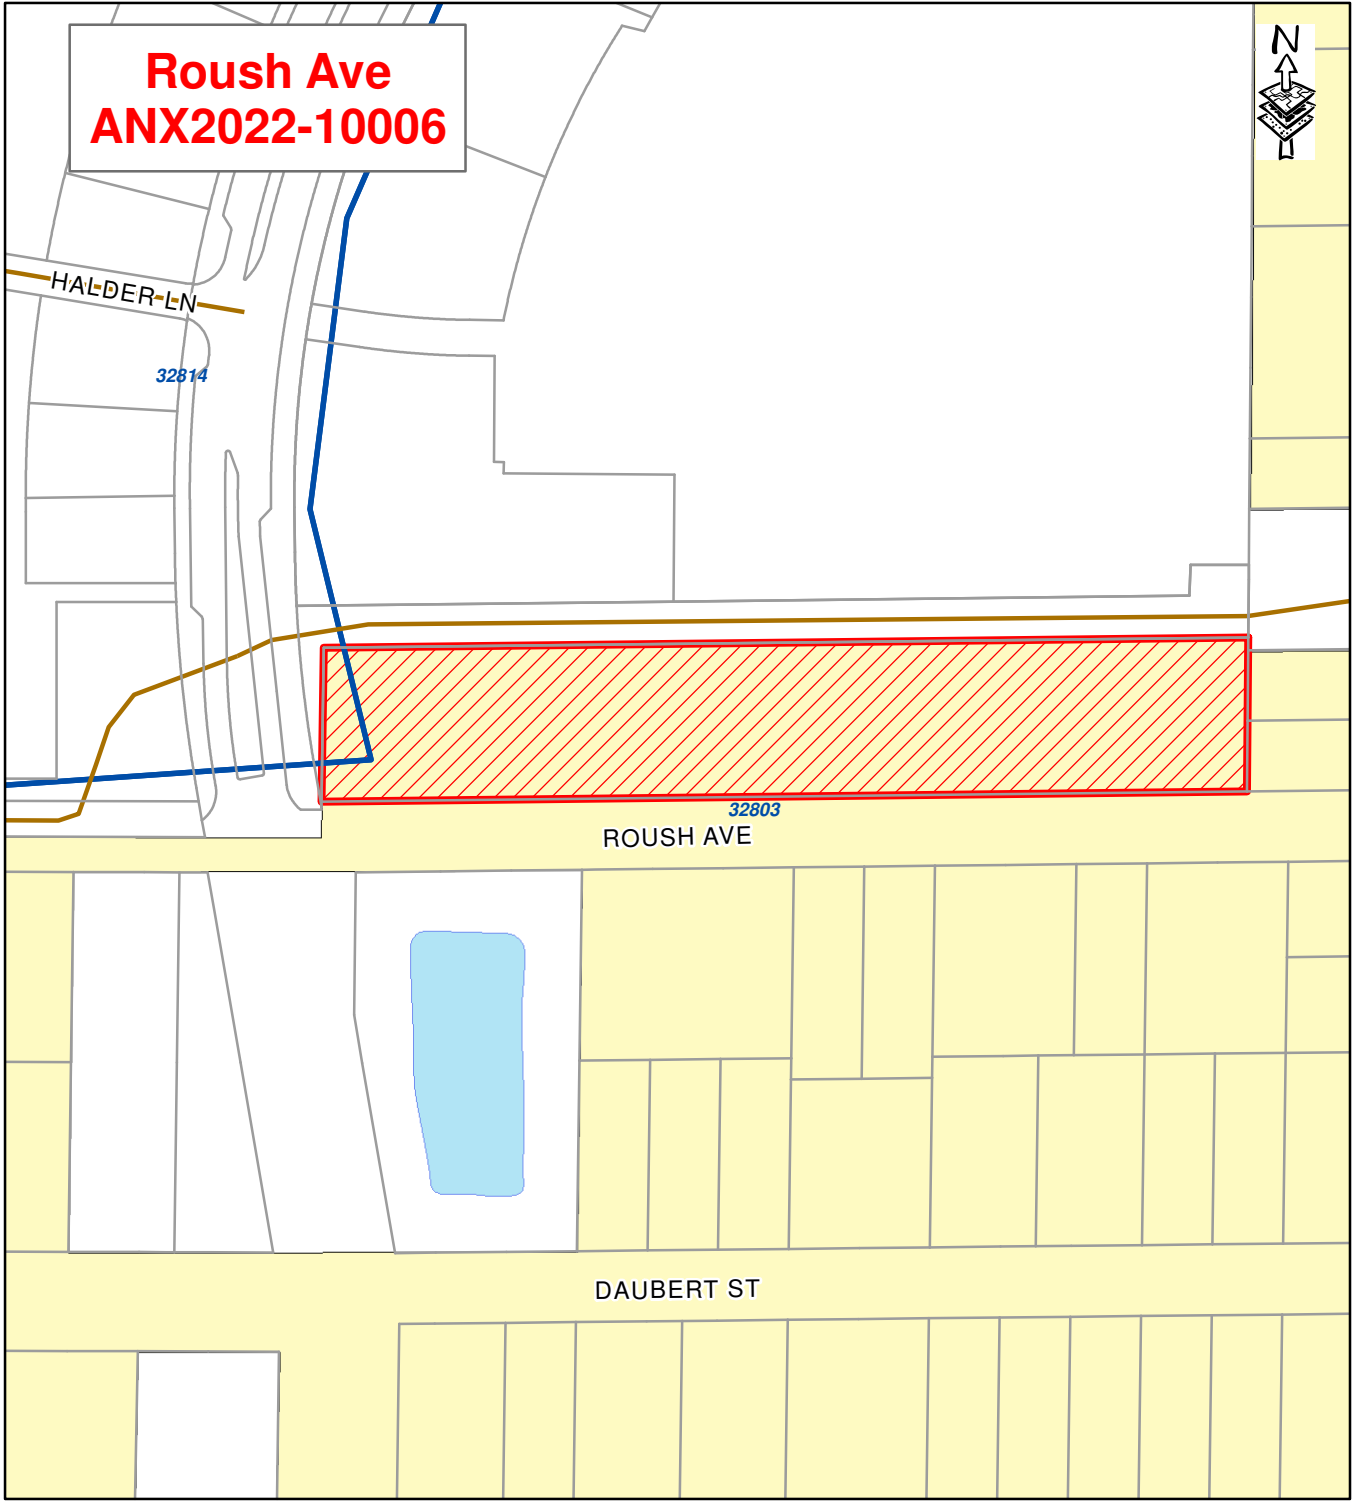 Roush Ave
ANX2022-10006
N
HALDER LN
32814
32803
ROUSH AVE
DAUBERT ST